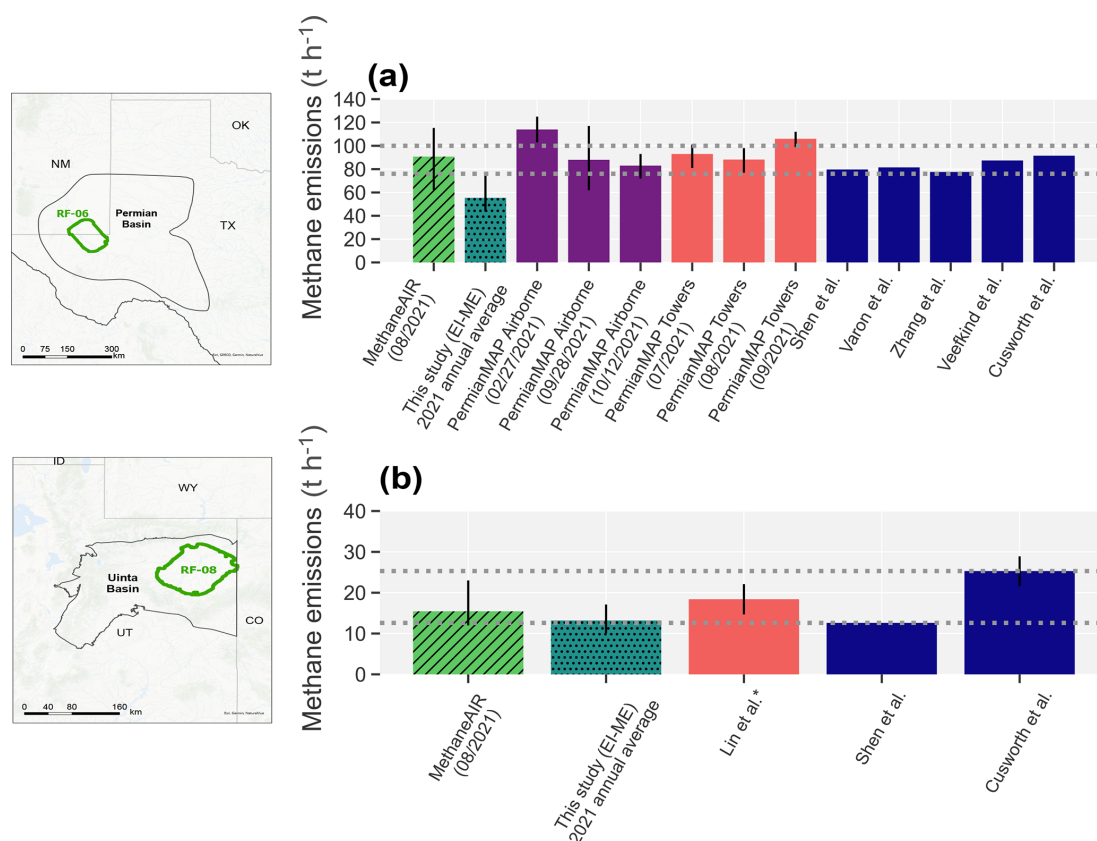 (a)
Methane emissions (t h-1)
140
120
100
80
60
40
20
0
MethaneAIR
(08/2021)
This study (EI-ME)
2021 annual average
PermianMAP Airborne
(02/27/2021)
PermianMAP Airborne
(09/28/2021)
PermianMAP Airborne
(10/12/2021)
PermianMAP Towers
(07/2021)
PermianMAP Towers
(08/2021)
PermianMAP Towers
(09/2021)
Shen et al.
Varon et al.
Zhang et al.
Veefkind et al.
Cusworth et al.
OK
NM
RF-06
Permian
Basin
TX
0 75 150 300
km
(b)
Methane emissions (t h-1)
40
30
20
10
0
MethaneAIR
(08/2021)
This study (EI-ME)
2021 annual average
Lin et al.*
Shen et al.
Cusworth et al.
ID
WY
RF-08
Uinta
Basin
UT
CO
0 40 80 160 km